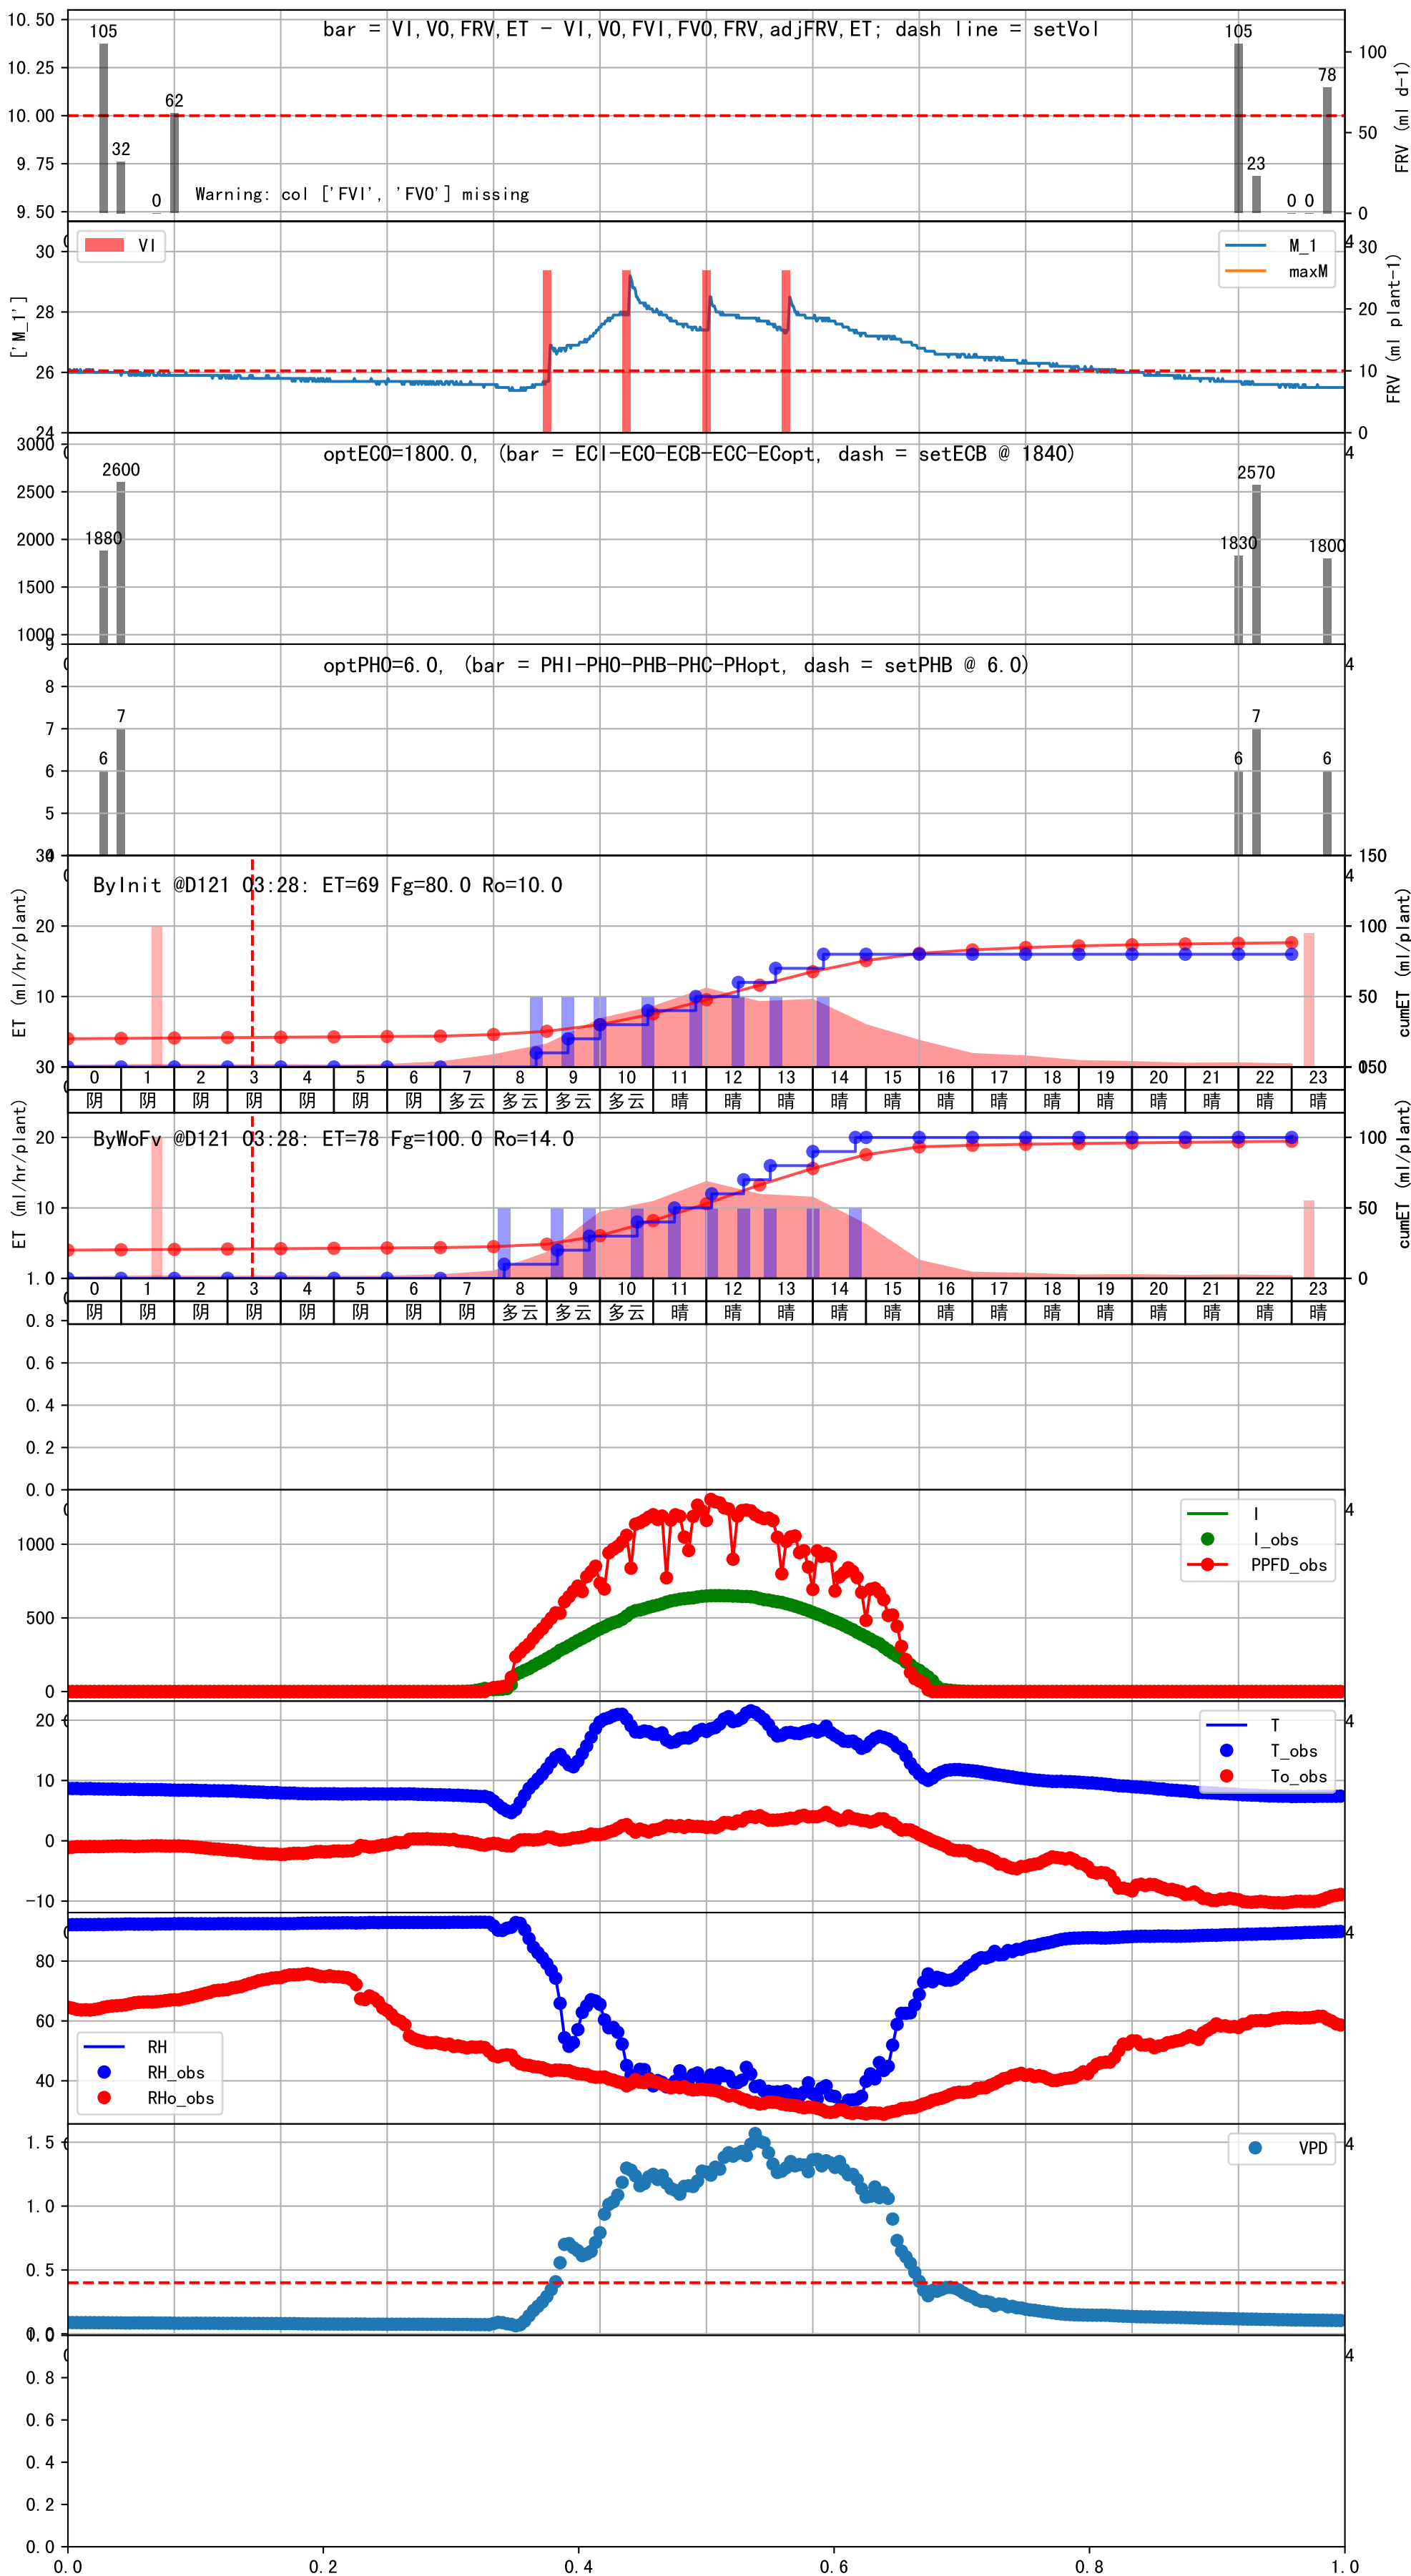 bar = VI,VO,FRV,ET - VI,VO,FVI,FVO,FRV,adjFRV,ET; dash line = setVol
10.50
10.25
10.00
9.75
9.50
105
32
0
62
Warning: col ['FVI', 'FVO'] missing
105
23
0 0
78
100
50
0
FRV (ml d-1)
VI
M_1
maxM
['M_1']
30
28
26
24
30
20
10
0
FRV (ml plant-1)
optECO=1800.0, (bar = ECI-ECO-ECB-ECC-ECopt, dash = setECB @ 1840)
3000
2500
2000
1500
1000
1880
2600
1830
2570
1800
optPHO=6.0, (bar = PHI-PHO-PHB-PHC-PHopt, dash = setPHB @ 6.0)
9
8
7
6
5
6
7
6
7
6
ByInit @D121 03:28: ET=69 Fg=80.0 Ro=10.0
ET (ml/hr/plant)
30
20
10
150
100
50
0
cumET (ml/plant)
0 1 2 3 4 5 6 7 8 9 10 11 12 13 14 15 16 17 18 19 20 21 22 23
阴 阴 阴 阴 阴 阴 阴 多云 多云 多云 多云 晴 晴 晴 晴 晴 晴 晴 晴 晴 晴 晴 晴 晴
ByWoFv @D121 03:28: ET=78 Fg=100.0 Ro=14.0
ET (ml/hr/plant)
30
20
10
150
100
50
0
cumET (ml/plant)
0 1 2 3 4 5 6 7 8 9 10 11 12 13 14 15 16 17 18 19 20 21 22 23
阴 阴 阴 阴 阴 阴 阴 阴 多云 多云 多云 晴 晴 晴 晴 晴 晴 晴 晴 晴 晴 晴 晴 晴
1.0
0.8
0.6
0.4
0.2
0.0
1000
500
0
I
I_obs
PPFD_obs
20
10
0
-10
T
T_obs
To_obs
80
60
40
RH
RH_obs
RHo_obs
1.5
1.0
0.5
0.0
VPD
1.0
0.8
0.6
0.4
0.2
0.0
0.0 0.2 0.4 0.6 0.8 1.0